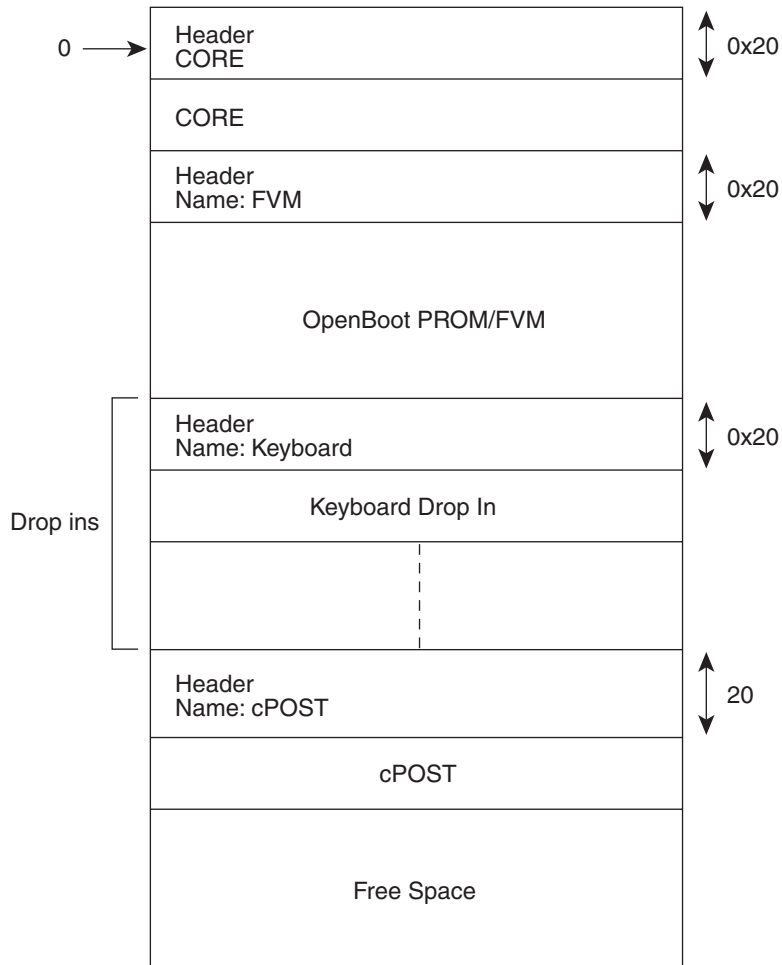 0
Header
CORE
0x20
CORE
Header
Name: FVM
0x20
OpenBoot PROM/FVM
Header
Name: Keyboard
0x20
Drop ins
Keyboard Drop In
Header
Name: cPOST
20
cPOST
Free Space